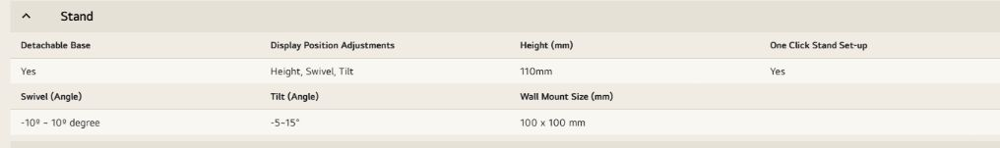 Stand
Detachable Base Display Position Adjustments Height (mm) One Click Stand Set-up
Yes Height, Swivel, Tilt 110mm Yes
Swivel (Angle) Tilt (Angle) Wall Mount Size (mm)
-10º ~ 10º degree -5~15° 100 x 100 mm